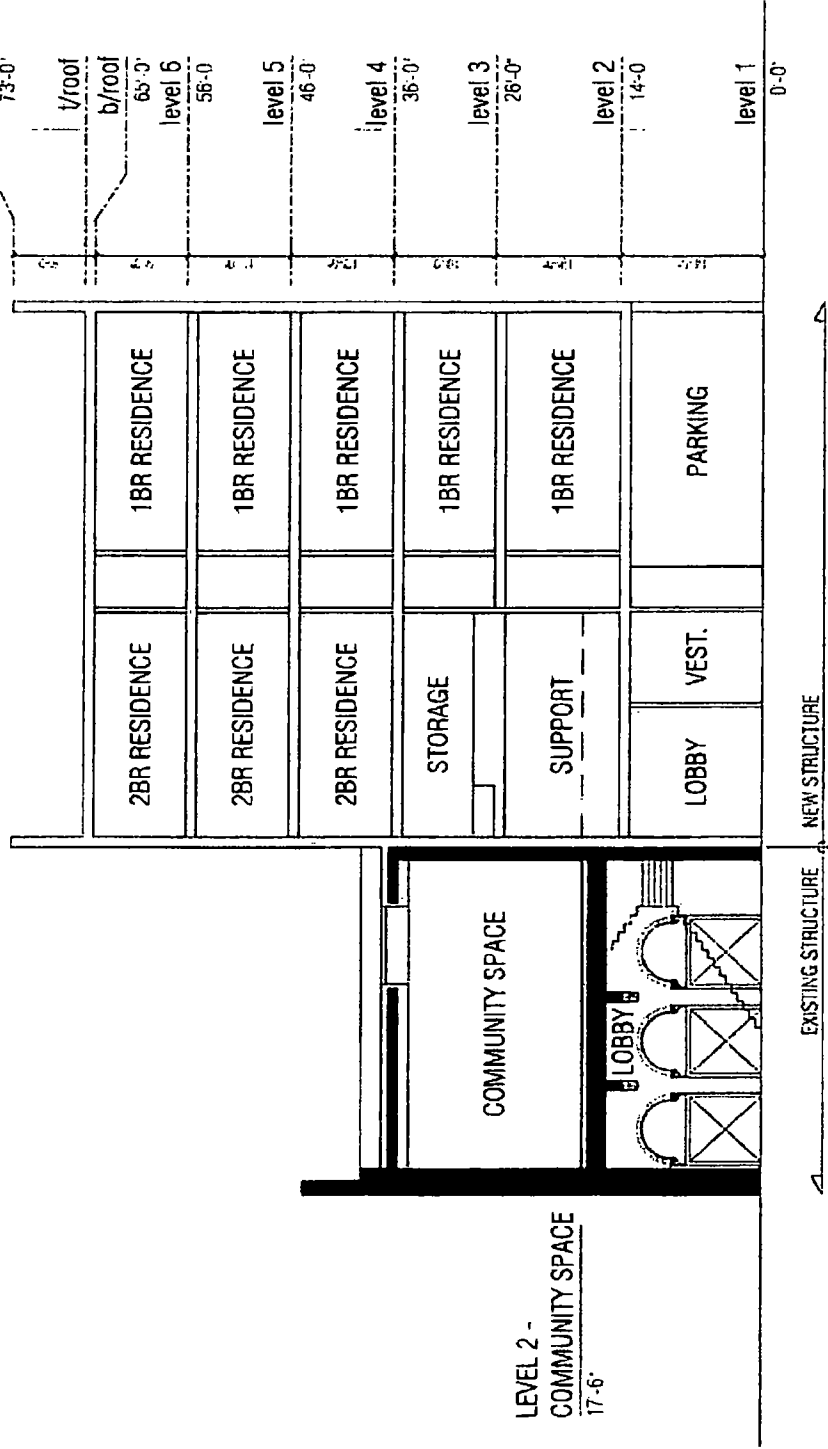 73'-0"
t/roof
b/roof
65'-0"
level 6
56'-0
level 5
46'-0
level 4
36'-0"
level 3
26'-0"
level 2
14'-0
level 1
0'-0"
2BR RESIDENCE
1BR RESIDENCE
2BR RESIDENCE
1BR RESIDENCE
2BR RESIDENCE
1BR RESIDENCE
STORAGE
1BR RESIDENCE
SUPPORT
1BR RESIDENCE
LOBBY
VEST.
PARKING
COMMUNITY SPACE
LOBBY
LEVEL 2 -
COMMUNITY SPACE
17'-6"
EXISTING STRUCTURE
NEW STRUCTURE